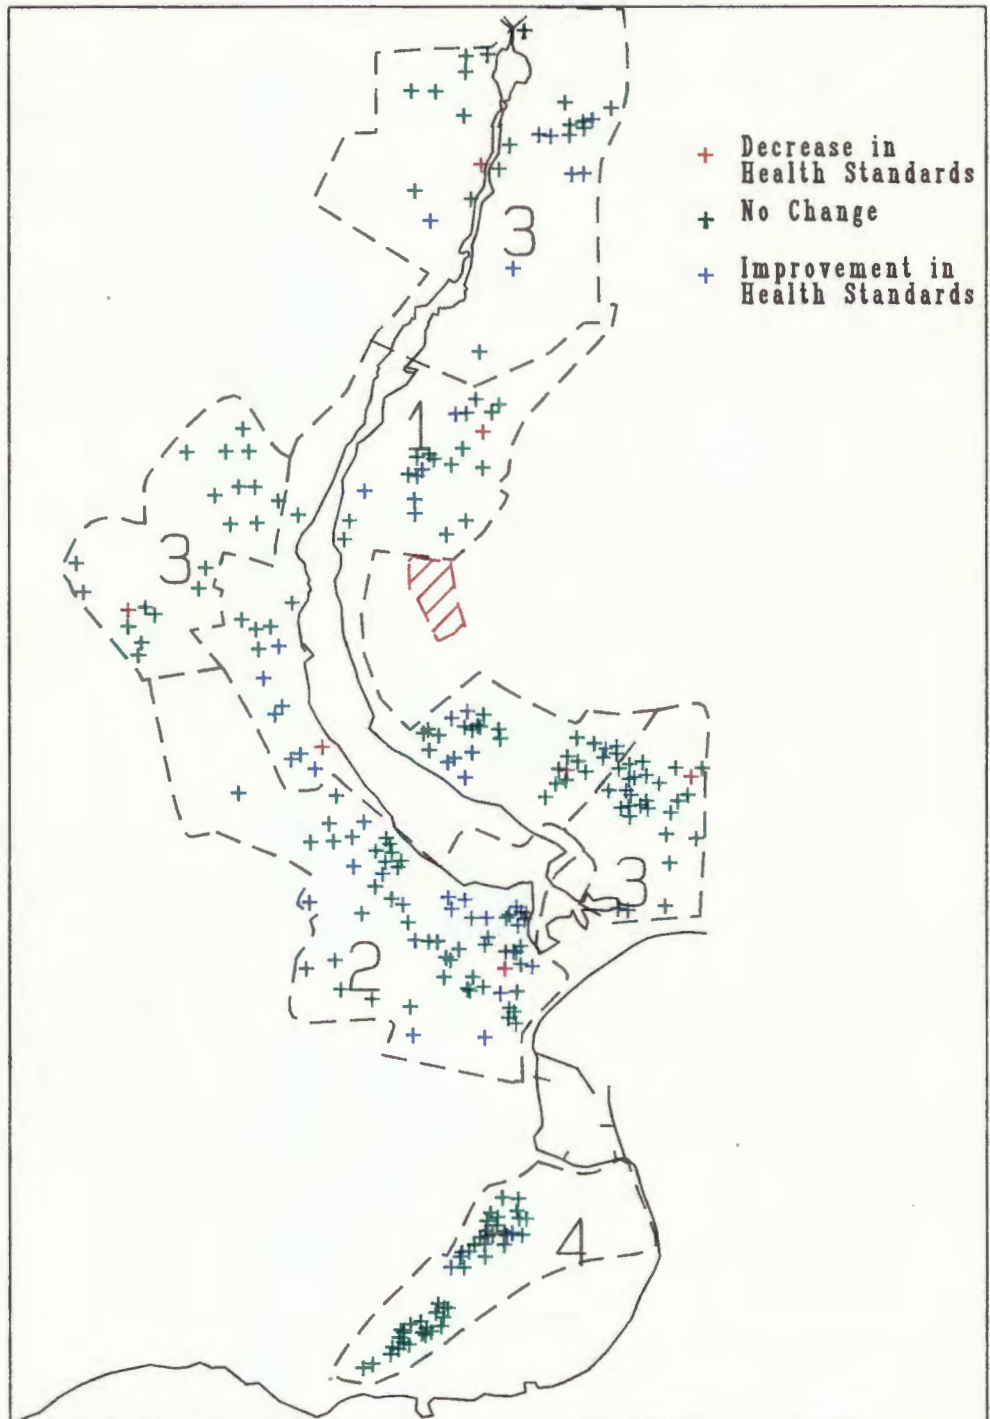 Decrease in
Health Standards
No Change
3
Improvement in
Health Standards
1
3
3
2
4